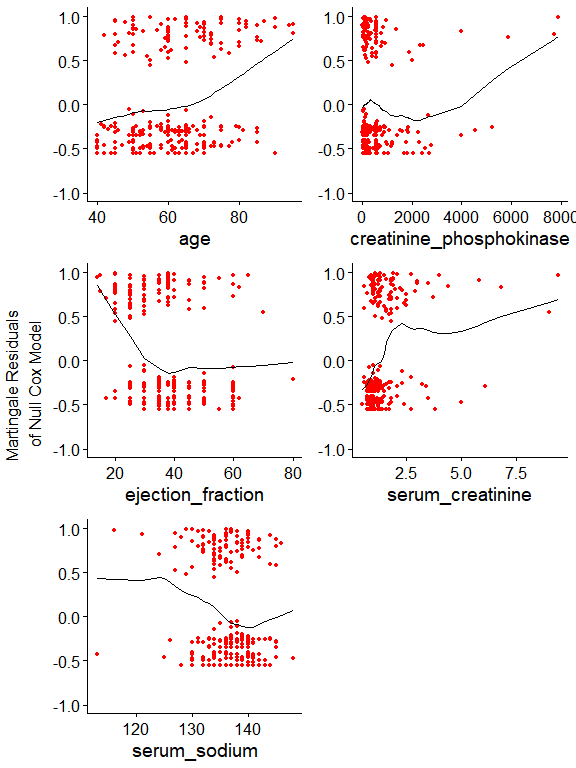 1.0
0.5
0.0
-0.5
-1.0
40 60 80
age
1.0
0.5
0.0
-0.5
-1.0
0 2000 4000 6000 8000
creatinine_phosphokinase
Martingale Residuals
of Null Cox Model
1.0
0.5
0.0
-0.5
-1.0
20 40 60 80
ejection_fraction
1.0
0.5
0.0
-0.5
-1.0
2.5 5.0 7.5
serum_creatinine
1.0
0.5
0.0
-0.5
-1.0
120 130 140
serum_sodium